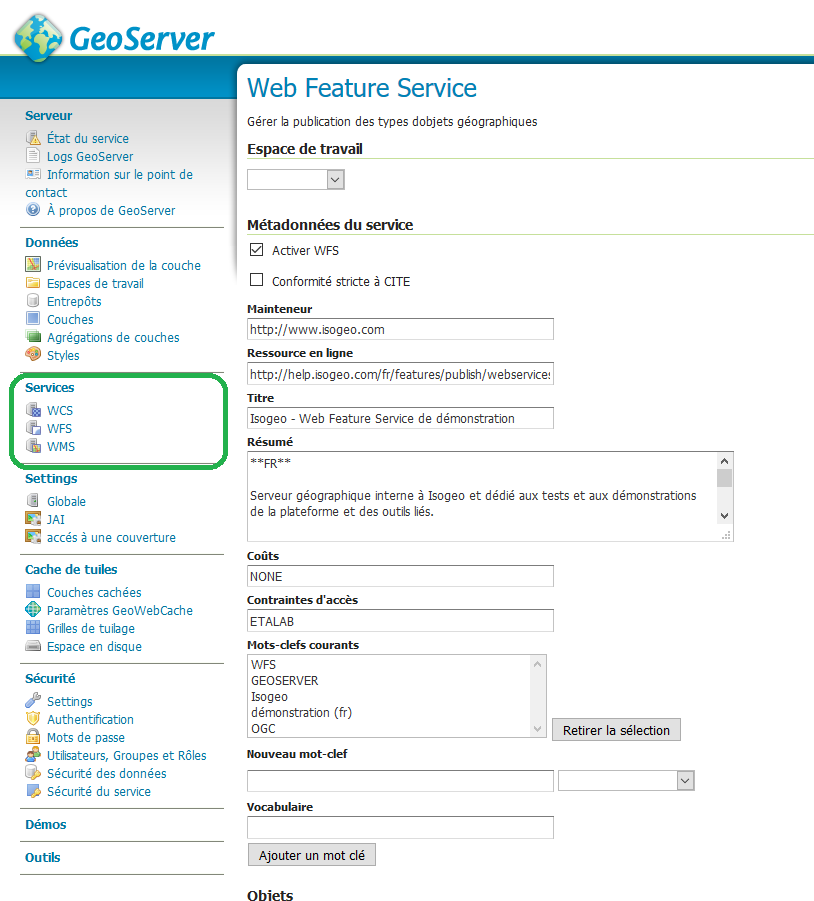 GeoServer
Serveur
État du service
Logs GeoServer
Information sur le point de
contact
À propos de GeoServer
Données
Prévisualisation de la couche
Espaces de travail
Entrepôts
Couches
Agrégations de couches
Styles
Services
WCS
WFS
WMS
Settings
Globale
JAI
accés à une couverture
Cache de tuiles
Couches cachées
Paramètres GeoWebCache
Grilles de tuilage
Espace en disque
Sécurité
Settings
Authentification
Mots de passe
Utilisateurs, Groupes et Rôles
Sécurité des données
Sécurité du service
Démos
Outils
Web Feature Service
Gérer la publication des types dobjets géographiques
Espace de travail
Métadonnées du service
Activer WFS
Conformité stricte à CITE
Mainteneur
http://www.isogeo.com
Ressource en ligne
http://help.isogeo.com/fr/features/publish/webservices
Titre
Isogeo - Web Feature Service de démonstration
Résumé
**FR**
Serveur géographique interne à Isogeo et dédié aux tests et aux démonstrations
de la plateforme et des outils liés.
Coûts
NONE
Contraintes d'accès
ETALAB
Mots-clefs courants
WFS
GEOSERVER
Isogeo
démonstration (fr)
OGC
Retirer la sélection
Nouveau mot-clef
Vocabulaire
Ajouter un mot clé
Objets